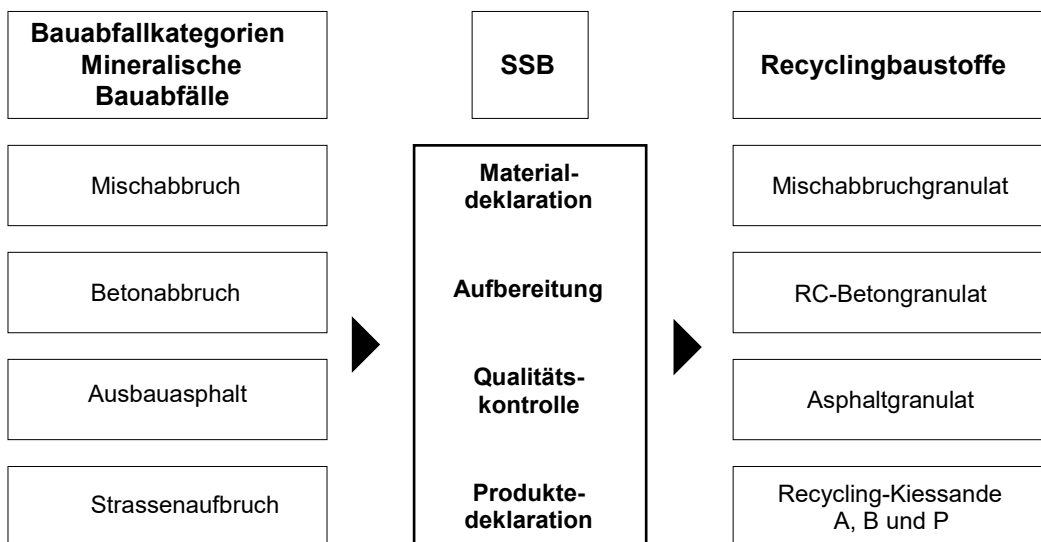 Bauabfallkategorien
Mineralische
Bauabfälle
SSB
Recyclingbaustoffe
Mischabbruch
Material-
deklaration
Mischabbruchgranulat
Betonabbruch
Aufbereitung
RC-Betongranulat
Ausbauasphalt
Qualitäts-
kontrolle
Asphaltgranulat
Strassenaufbruch
Produkte-
deklaration
Recycling-Kiessande
A, B und P